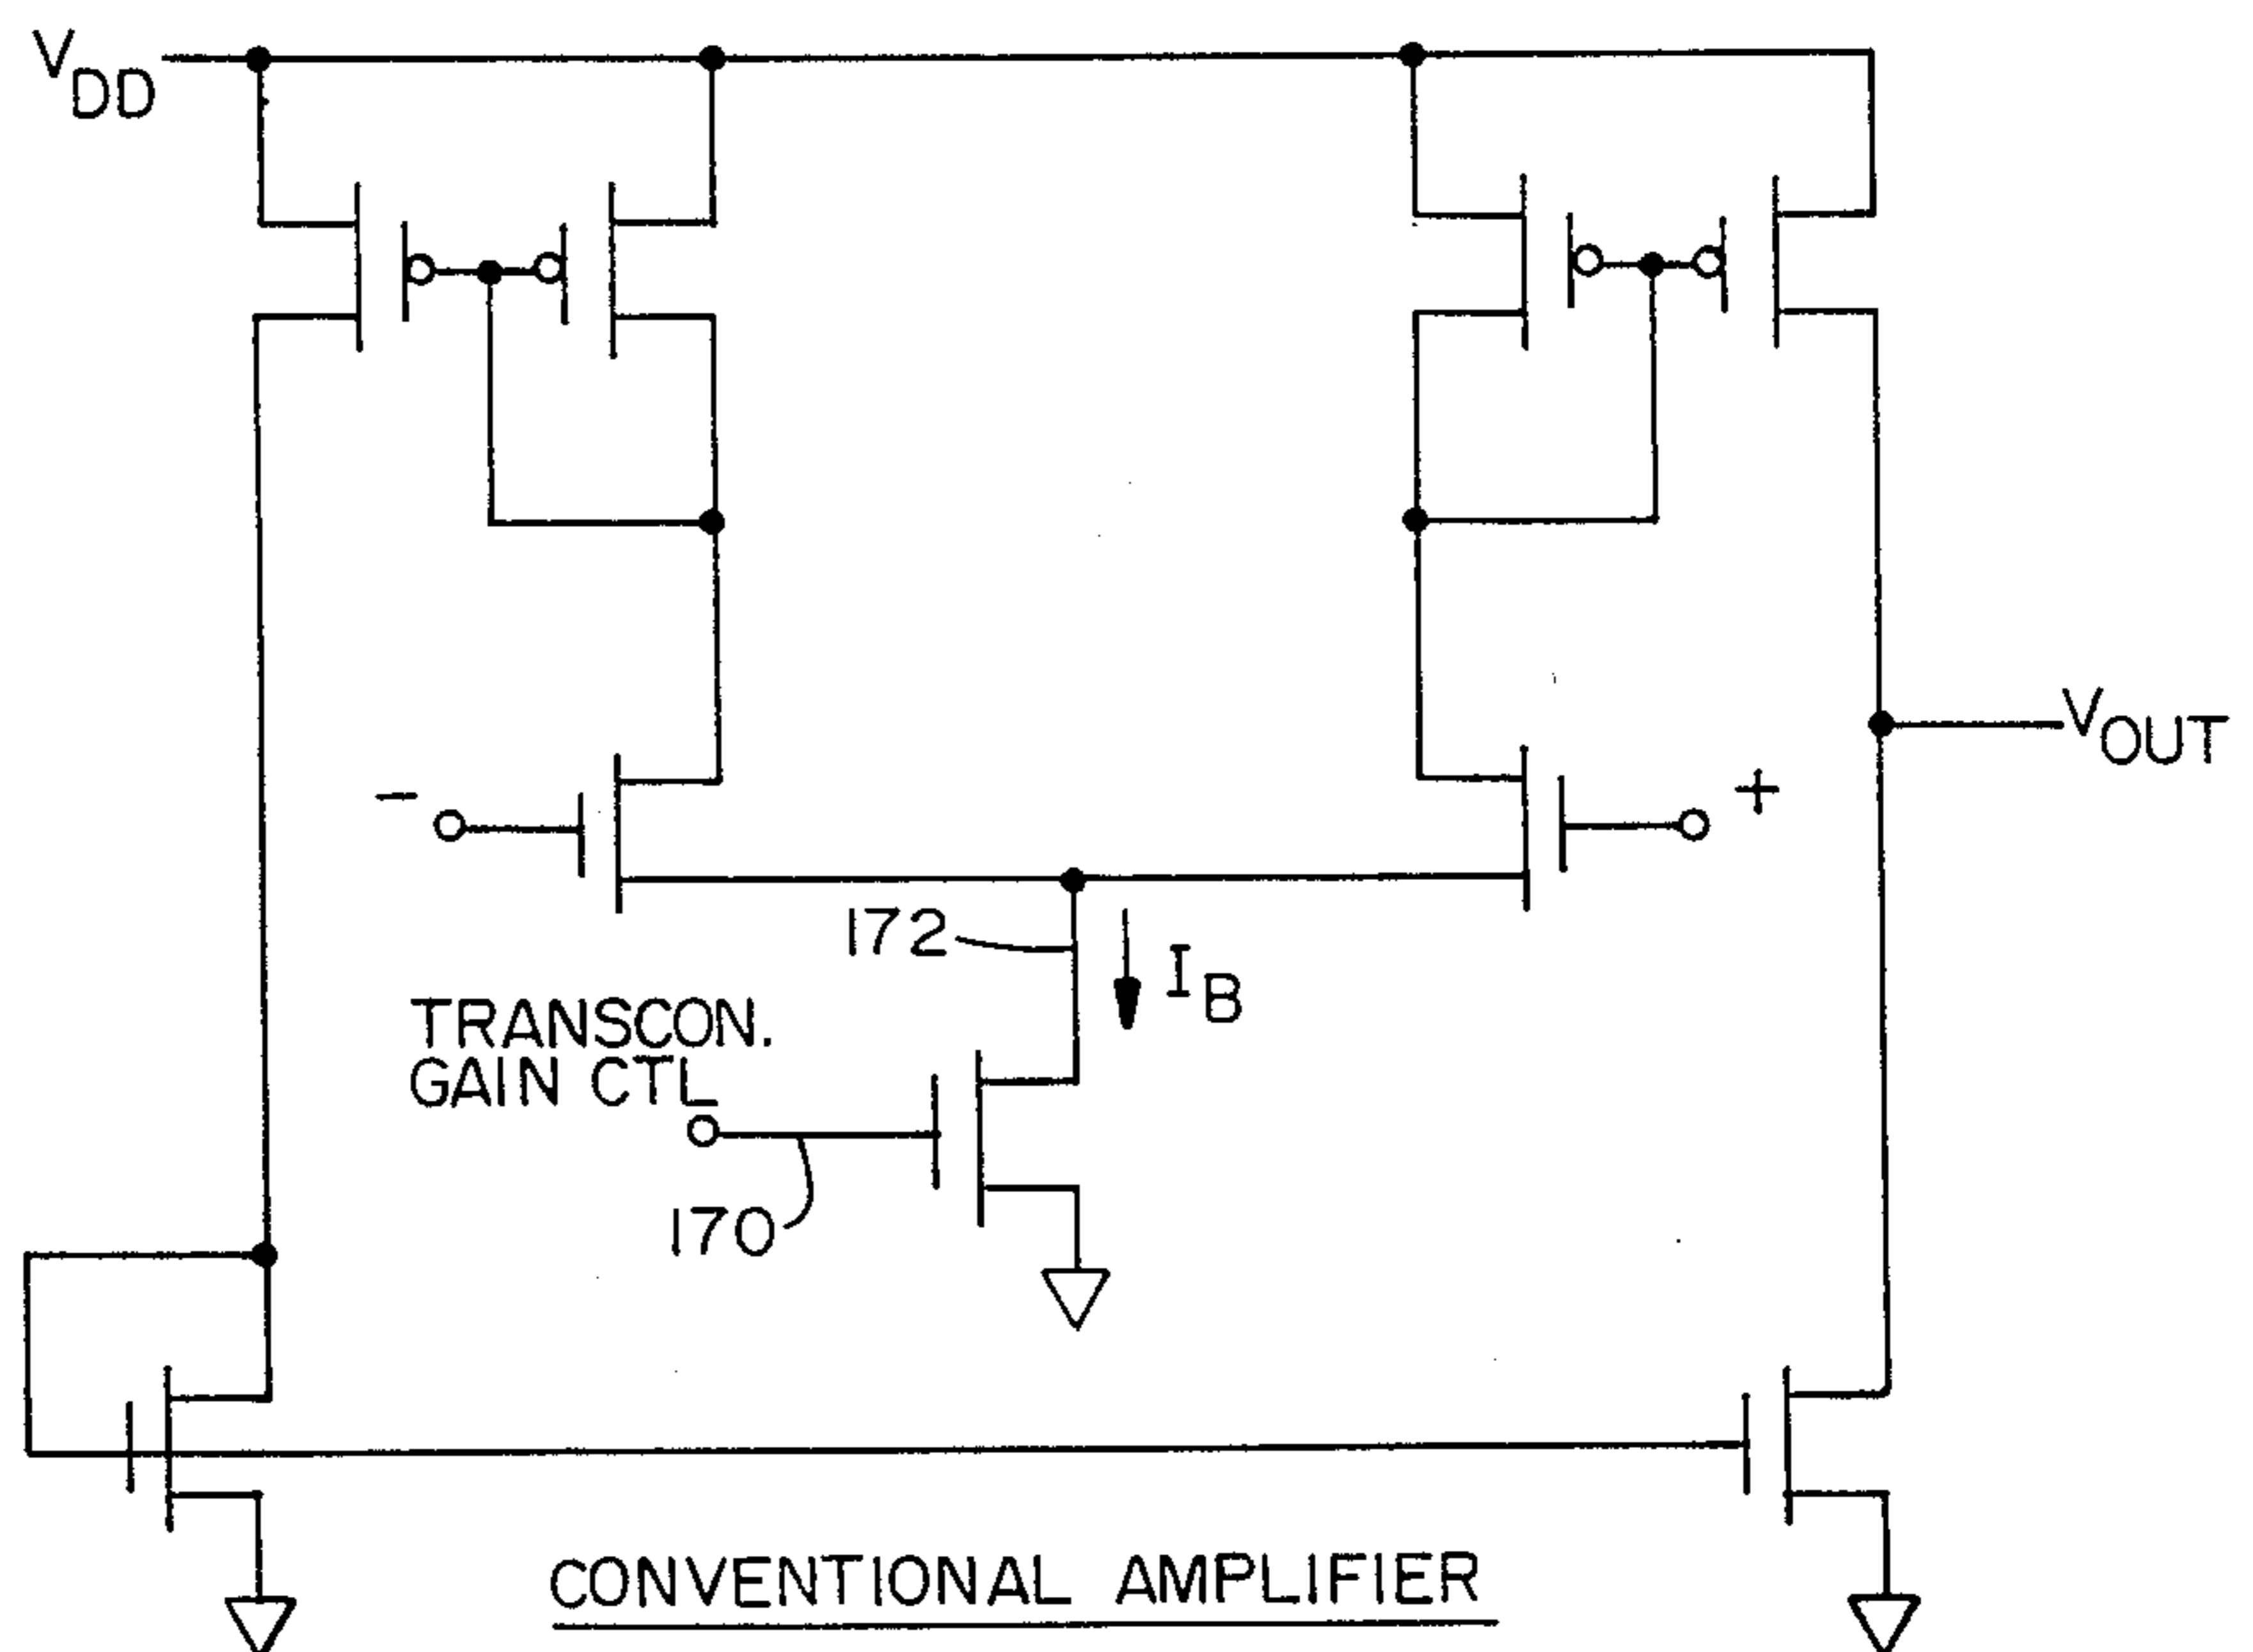 VDD
VOUT
-
+
172
IB
TRANSCON.
GAIN CTL
170
CONVENTIONAL AMPLIFIER